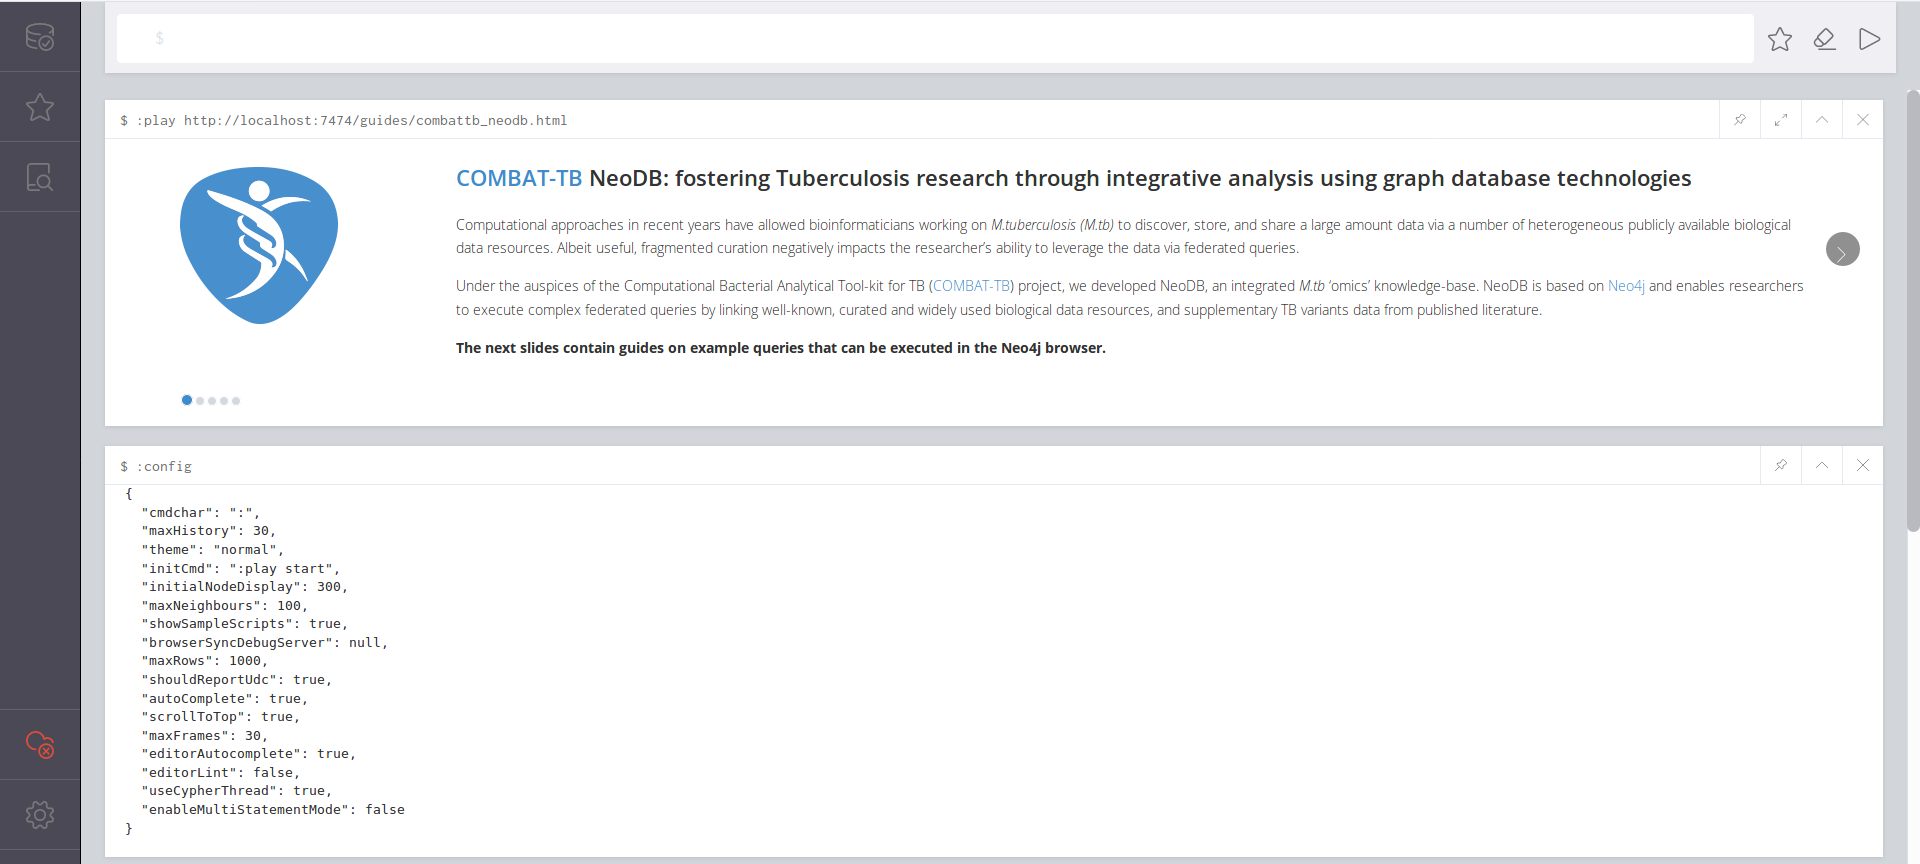 $
$ :play http://localhost:7474/guides/combattb_neodb.html
COMBAT-TB NeoDB: fostering Tuberculosis research through integrative analysis using graph database technologies
Computational approaches in recent years have allowed bioinformaticians working on M.tuberculosis (M.tb) to discover, store, and share a large amount data via a number of heterogeneous publicly available biological
data resources. Albeit useful, fragmented curation negatively impacts the researcher’s ability to leverage the data via federated queries.
Under the auspices of the Computational Bacterial Analytical Tool-kit for TB (COMBAT-TB) project, we developed NeoDB, an integrated M.tb ‘omics’ knowledge-base. NeoDB is based on Neo4j and enables researchers
to execute complex federated queries by linking well-known, curated and widely used biological data resources, and supplementary TB variants data from published literature.
The next slides contain guides on example queries that can be executed in the Neo4j browser.
$ :config
{
"cmdchar": ":",
"maxHistory": 30,
"theme": "normal",
"initCmd": ":play start",
"initialNodeDisplay": 300,
"maxNeighbours": 100,
"showSampleScripts": true,
"browserSyncDebugServer": null,
"maxRows": 1000,
"shouldReportUdc": true,
"autoComplete": true,
"scrollToTop": true,
"maxFrames": 30,
"editorAutocomplete": true,
"editorLint": false,
"useCypherThread": true,
"enableMultiStatementMode": false
}